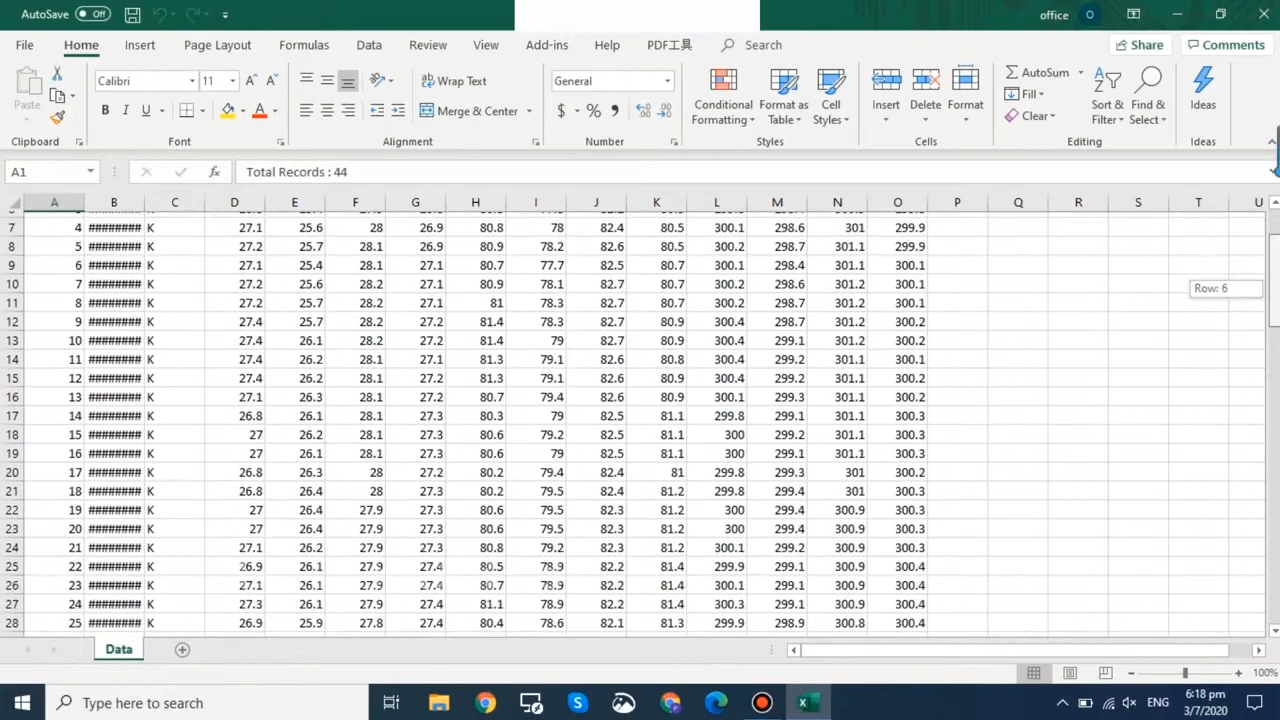 AutoSave Off office O
File Home Insert Page Layout Formulas Data Review View Add-ins Help PDF工具 Search Share Comments
Calibri 11 A A Wrap Text General AutoSum
Paste B I U A Merge & Center $ % , Conditional Formatting Format as Table Cell Styles Insert Delete Format Fill Clear Sort & Filter Find & Select Ideas
Clipboard Font Alignment Number Styles Cells Editing Ideas
A1 fx Total Records : 44
A B C D E F G H I J K L M N O P Q R S T U
7 4 ######## K 27.1 25.6 28 26.9 80.8 78 82.4 80.5 300.1 298.6 301 299.9
8 5 ######## K 27.2 25.7 28.1 26.9 80.9 78.2 82.6 80.5 300.2 298.7 301.1 299.9
9 6 ######## K 27.1 25.4 28.1 27.1 80.7 77.7 82.5 80.7 300.1 298.4 301.1 300.1
10 7 ######## K 27.2 25.6 28.2 27.1 80.9 78.1 82.7 80.7 300.2 298.6 301.2 300.1 Row: 6
11 8 ######## K 27.2 25.7 28.2 27.1 81 78.3 82.7 80.7 300.2 298.7 301.2 300.1
12 9 ######## K 27.4 25.7 28.2 27.2 81.4 78.3 82.7 80.9 300.4 298.7 301.2 300.2
13 10 ######## K 27.4 26.1 28.2 27.2 81.4 79 82.7 80.9 300.4 299.1 301.2 300.2
14 11 ######## K 27.4 26.2 28.1 27.1 81.3 79.1 82.6 80.8 300.4 299.2 301.1 300.1
15 12 ######## K 27.4 26.2 28.1 27.2 81.3 79.1 82.6 80.9 300.4 299.2 301.1 300.2
16 13 ######## K 27.1 26.3 28.1 27.2 80.7 79.4 82.6 80.9 300.1 299.3 301.1 300.2
17 14 ######## K 26.8 26.1 28.1 27.3 80.3 79 82.5 81.1 299.8 299.1 301.1 300.3
18 15 ######## K 27 26.2 28.1 27.3 80.6 79.2 82.5 81.1 300 299.2 301.1 300.3
19 16 ######## K 27 26.1 28.1 27.3 80.6 79 82.5 81.1 300 299.1 301.1 300.3
20 17 ######## K 26.8 26.3 28 27.2 80.2 79.4 82.4 81 299.8 299.3 301 300.2
21 18 ######## K 26.8 26.4 28 27.3 80.2 79.5 82.4 81.2 299.8 299.4 301 300.3
22 19 ######## K 27 26.4 27.9 27.3 80.6 79.5 82.3 81.2 300 299.4 300.9 300.3
23 20 ######## K 27 26.4 27.9 27.3 80.6 79.5 82.3 81.2 300 299.4 300.9 300.3
24 21 ######## K 27.1 26.2 27.9 27.3 80.8 79.2 82.3 81.2 300.1 299.2 300.9 300.3
25 22 ######## K 26.9 26.1 27.9 27.4 80.5 78.9 82.2 81.4 299.9 299.1 300.9 300.4
26 23 ######## K 27.1 26.1 27.9 27.4 80.7 78.9 82.2 81.4 300.1 299.1 300.9 300.4
27 24 ######## K 27.3 26.1 27.9 27.4 81.1 78.9 82.2 81.4 300.3 299.1 300.9 300.4
28 25 ######## K 26.9 25.9 27.8 27.4 80.4 78.6 82.1 81.3 299.9 298.9 300.8 300.4
Data
100%
Type here to search ENG 6:18 pm
3/7/2020